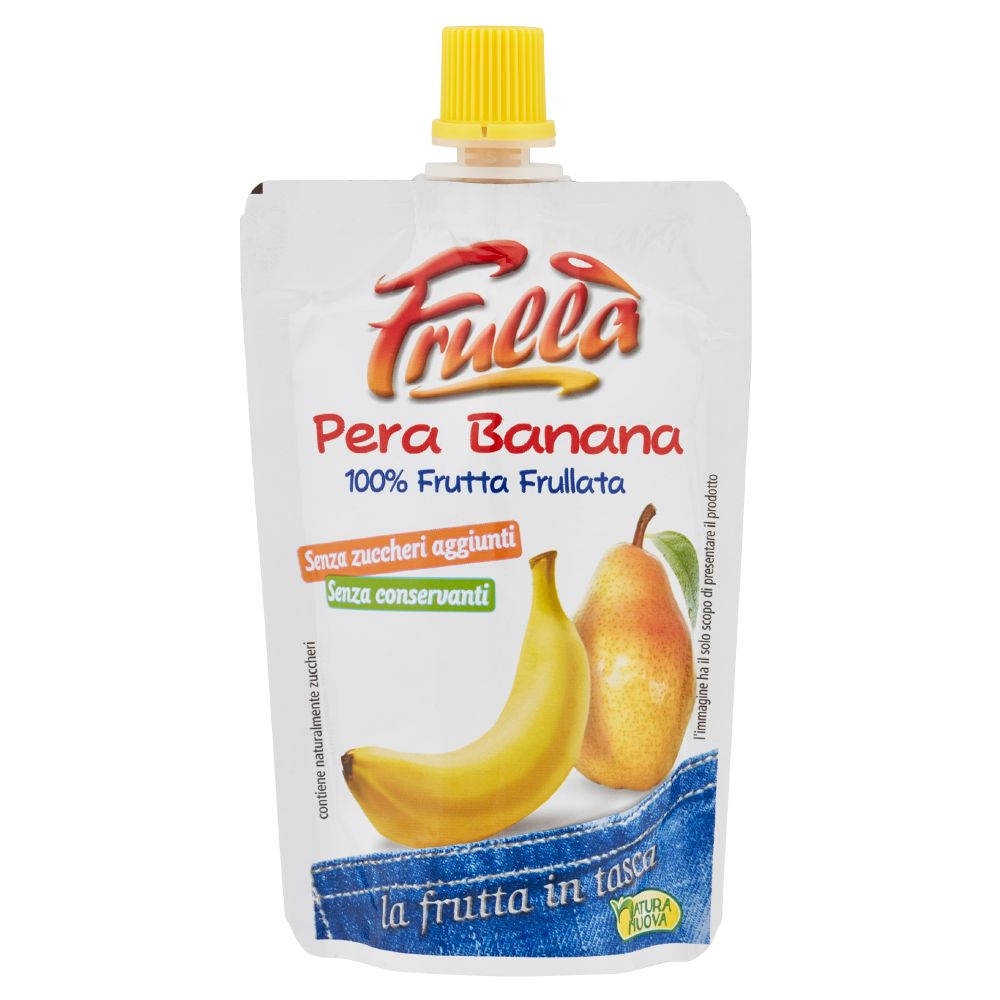 Frullà
Pera Banana
100% Frutta Frullata
Senza zuccheri aggiunti
Senza conservanti
contiene naturalmente zuccheri
l'immagine ha il solo scopo di presentare il prodotto
la frutta in tasca
NATURA
NUOVA